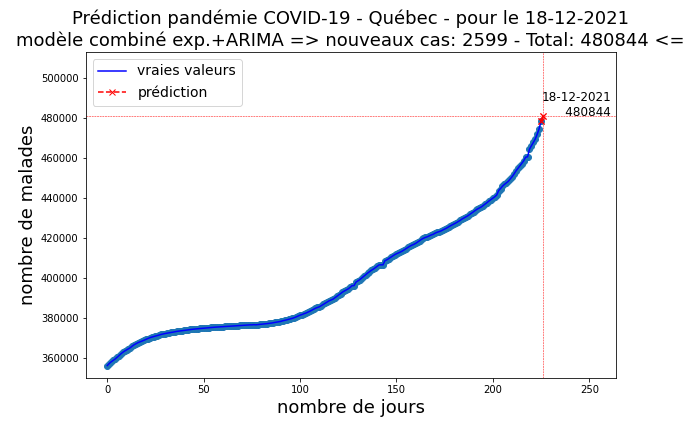 Prédiction pandémie COVID-19 - Québec - pour le 18-12-2021
modèle combiné exp.+ARIMA => nouveaux cas: 2599 - Total: 480844 <=
vraies valeurs
prédiction
18-12-2021
480844
500000
480000
460000
440000
420000
400000
380000
360000
nombre de malades
0 50 100 150 200 250
nombre de jours